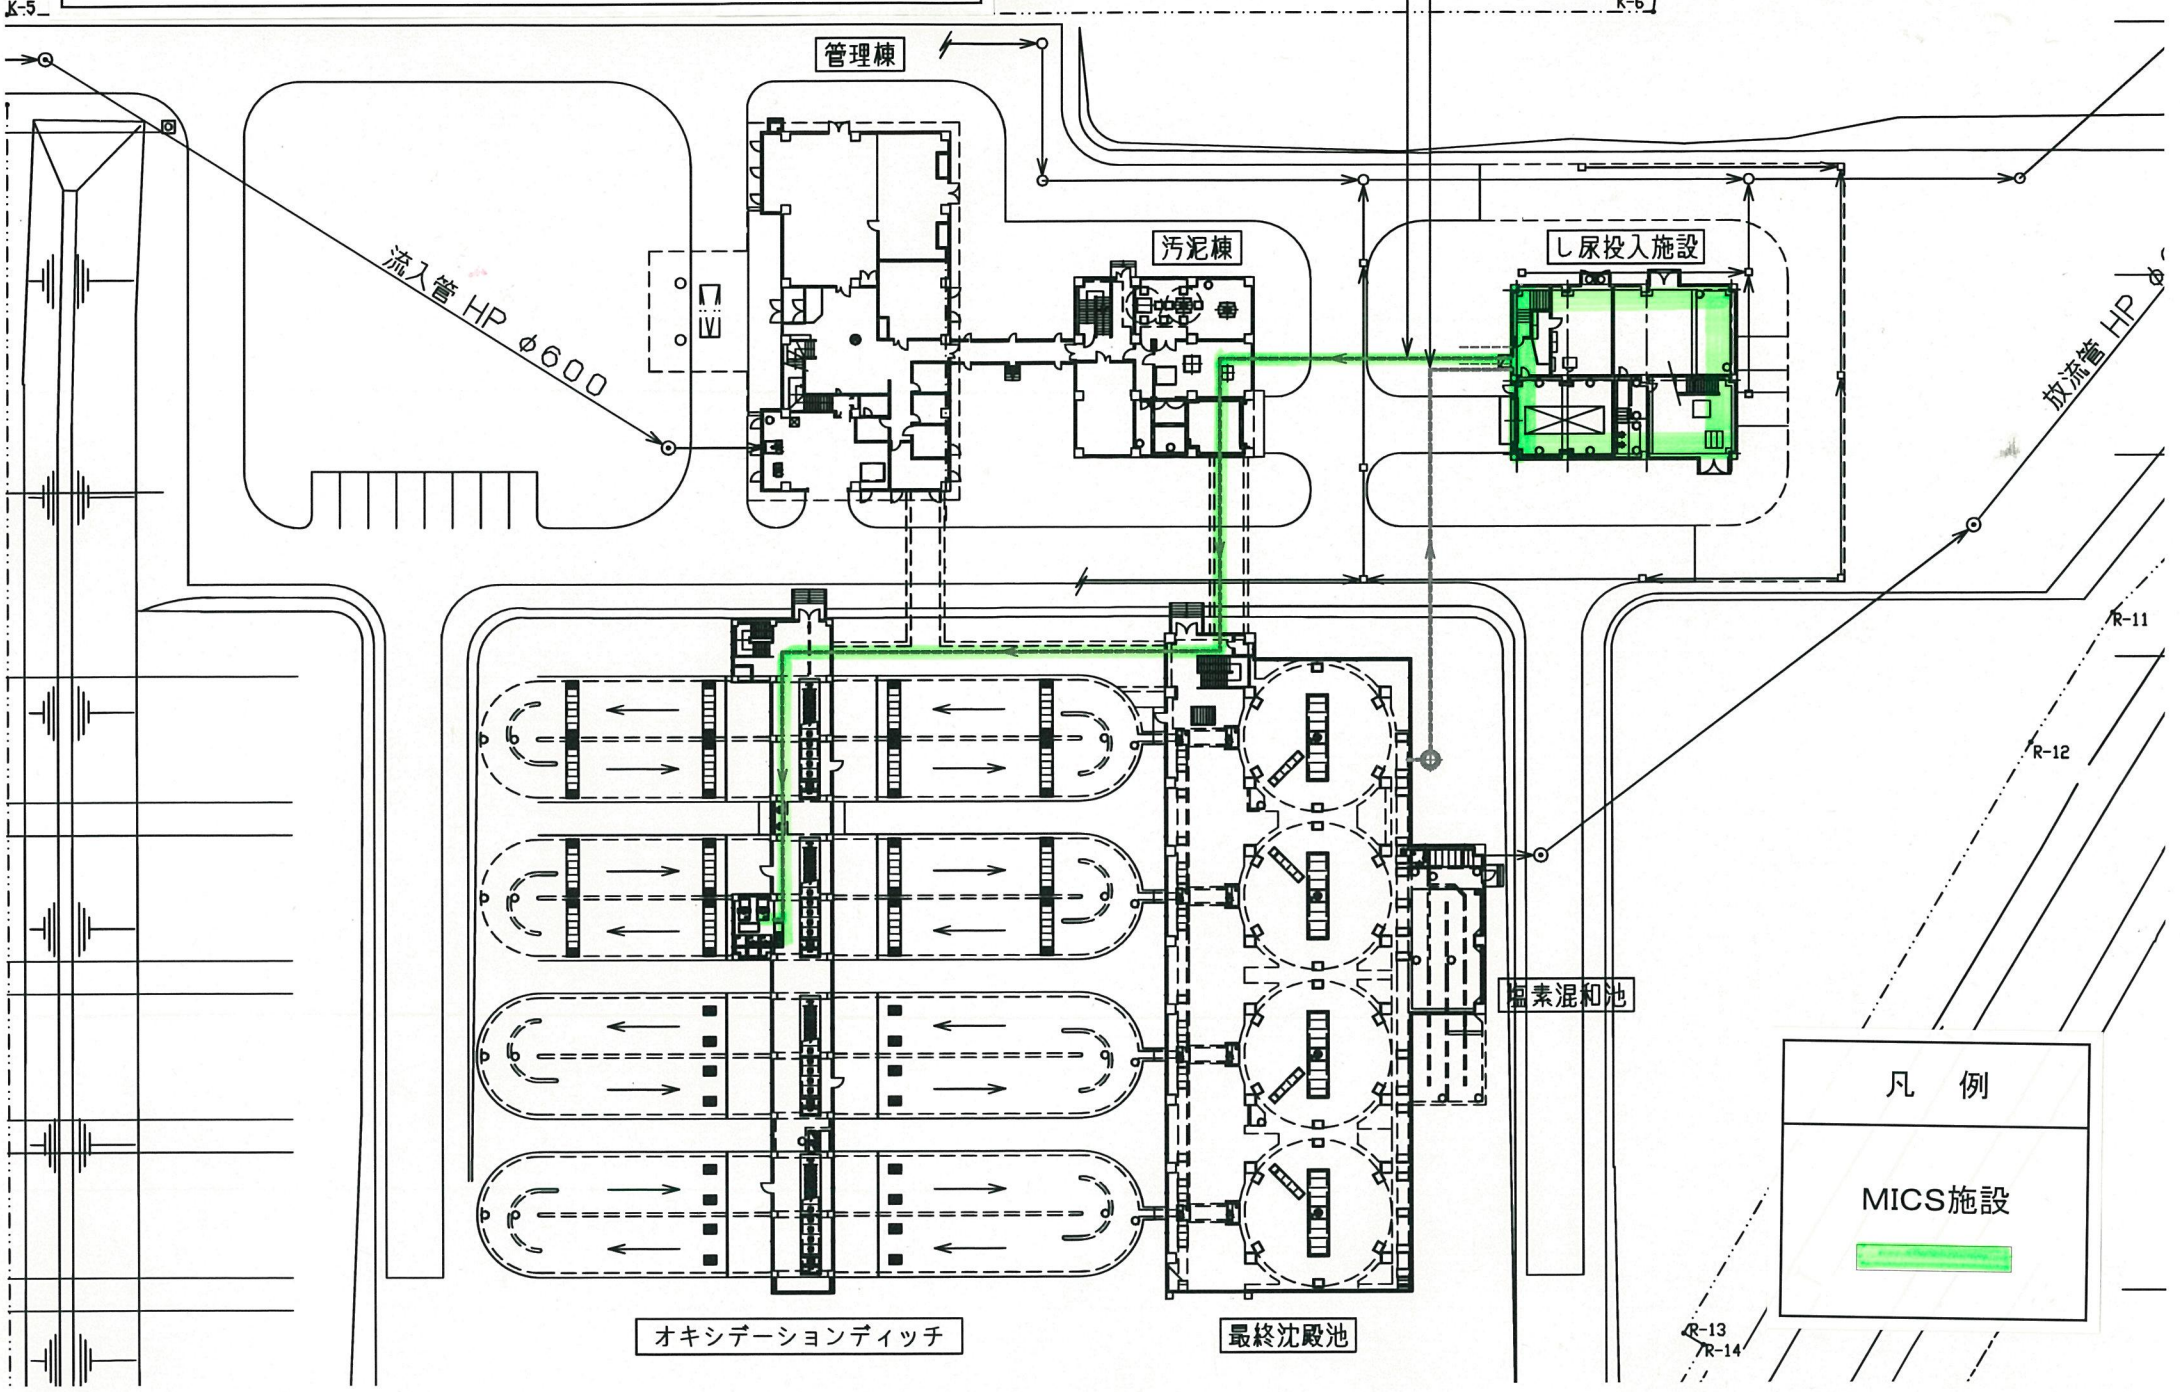 K-5
K-6
管理棟
汚泥棟
し尿投入施設
流入管 HP φ600
放流管 HP φ
R-11
R-12
塩素混和池
凡 例
MICS施設
オキシデーションディッチ
最終沈殿池
R-13
R-14